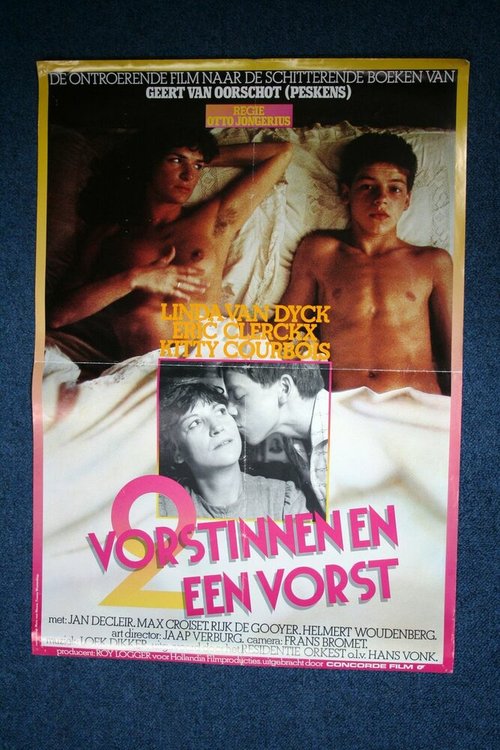 DE ONTROERENDE FILM NAAR DE SCHITTERENDE BOEKEN VAN
GEERT VAN OORSCHOT (PESKENS)
REGIE
OTTO JONGERIUS
LINDA VAN DYCK
ERIC CLERCKX
KITTY COURBOIS
2 VORSTINNEN EN
EEN VORST
met: JAN DECLEIR, MAX CROISET, RIJK DE GOOYER, HELMERT WOUDENBERG.
art director: JAAP VERBURG. camera: FRANS BROMET.
muziek: LOEK DIKKER RESIDENTIE ORKEST o.l.v. HANS VONK.
producent: ROY LOGGER voor Hollandia Filmproducties, uitgebracht door CONCORDE FILM